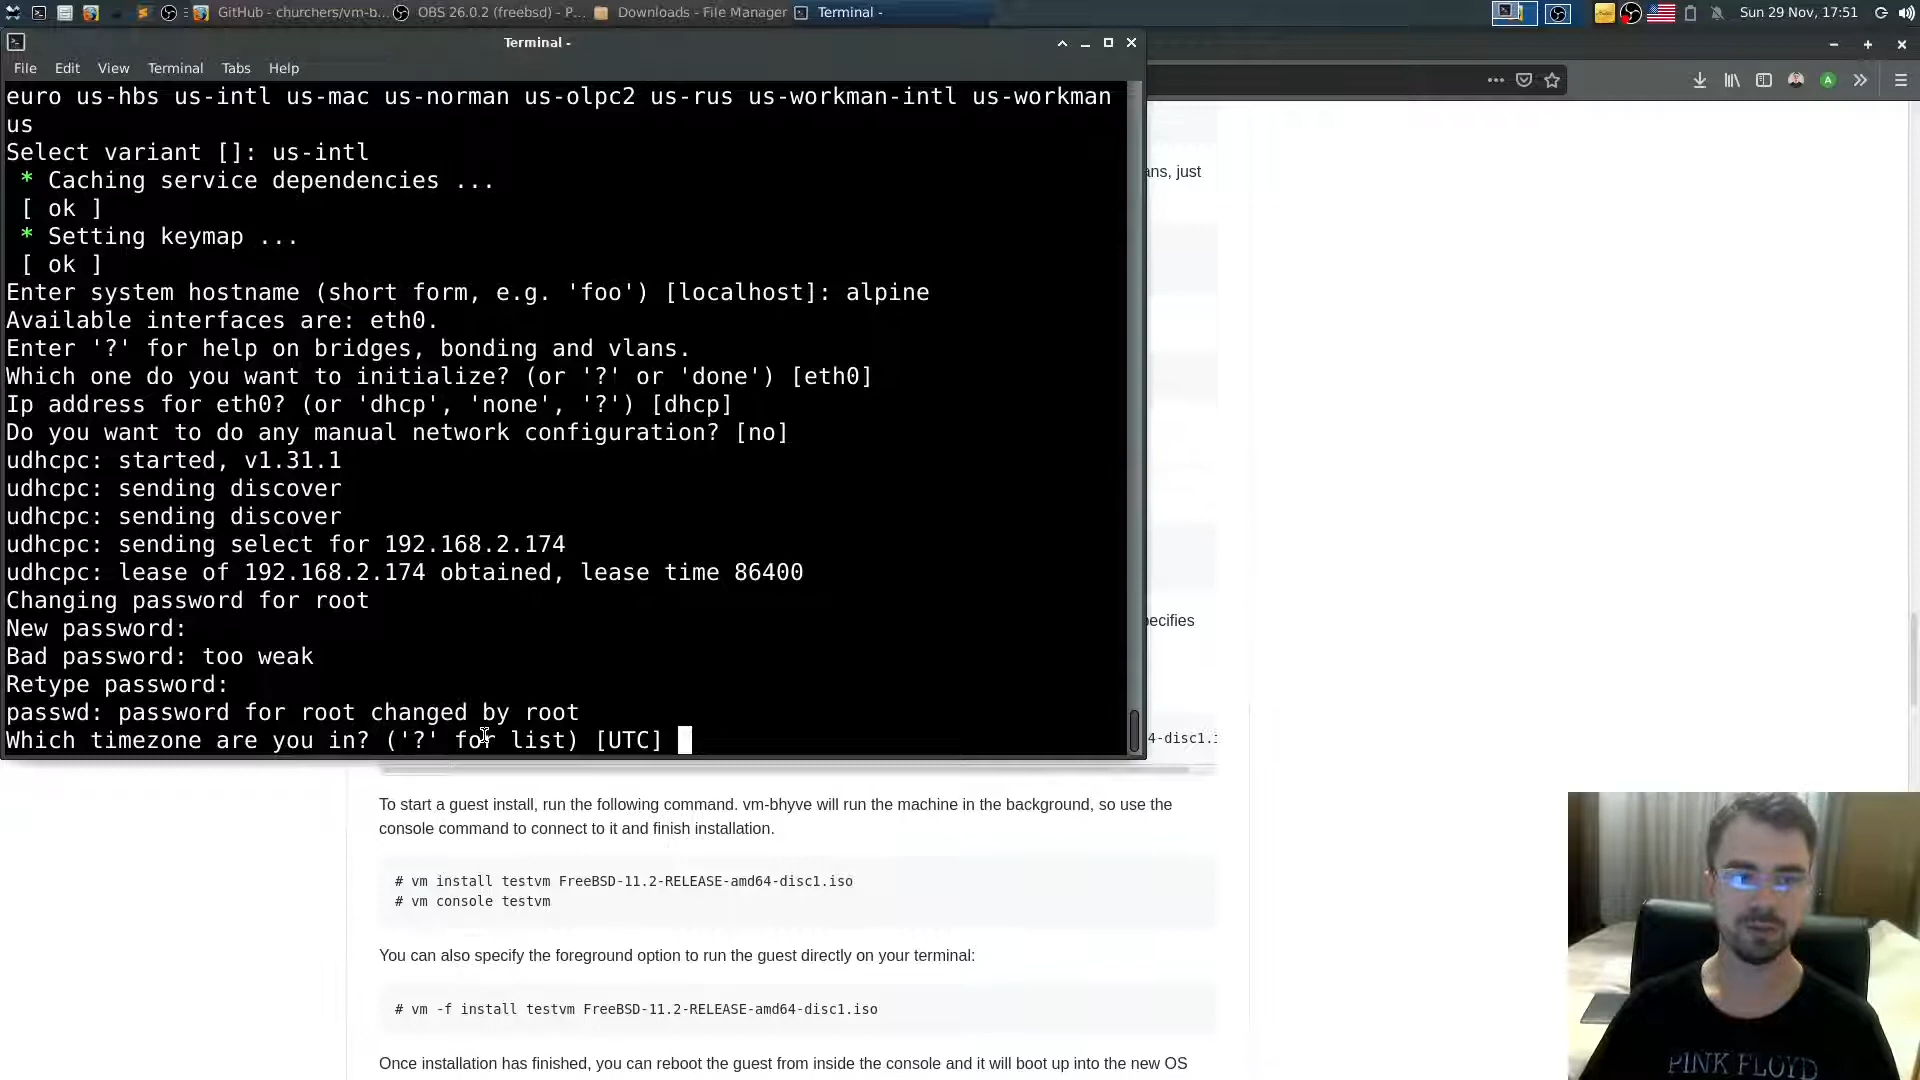 GitHub - churchers/vm-b...
OBS 26.0.2 (freebsd) - P...
Downloads - File Manager
Terminal -
Sun 29 Nov, 17:51
Terminal -
File Edit View Terminal Tabs Help
euro us-hbs us-intl us-mac us-norman us-olpc2 us-rus us-workman-intl us-workman
us
Select variant []: us-intl
* Caching service dependencies ...
[ ok ]
* Setting keymap ...
[ ok ]
Enter system hostname (short form, e.g. 'foo') [localhost]: alpine
Available interfaces are: eth0.
Enter '?' for help on bridges, bonding and vlans.
Which one do you want to initialize? (or '?' or 'done') [eth0]
Ip address for eth0? (or 'dhcp', 'none', '?') [dhcp]
Do you want to do any manual network configuration? [no]
udhcpc: started, v1.31.1
udhcpc: sending discover
udhcpc: sending discover
udhcpc: sending select for 192.168.2.174
udhcpc: lease of 192.168.2.174 obtained, lease time 86400
Changing password for root
New password:
Bad password: too weak
Retype password:
passwd: password for root changed by root
Which timezone are you in? ('?' for list) [UTC]
ans, just
pecifies
4-disc1.i
To start a guest install, run the following command. vm-bhyve will run the machine in the background, so use the
console command to connect to it and finish installation.
# vm install testvm FreeBSD-11.2-RELEASE-amd64-disc1.iso
# vm console testvm
You can also specify the foreground option to run the guest directly on your terminal:
# vm -f install testvm FreeBSD-11.2-RELEASE-amd64-disc1.iso
Once installation has finished, you can reboot the guest from inside the console and it will boot up into the new OS
A
PINK FLOYD